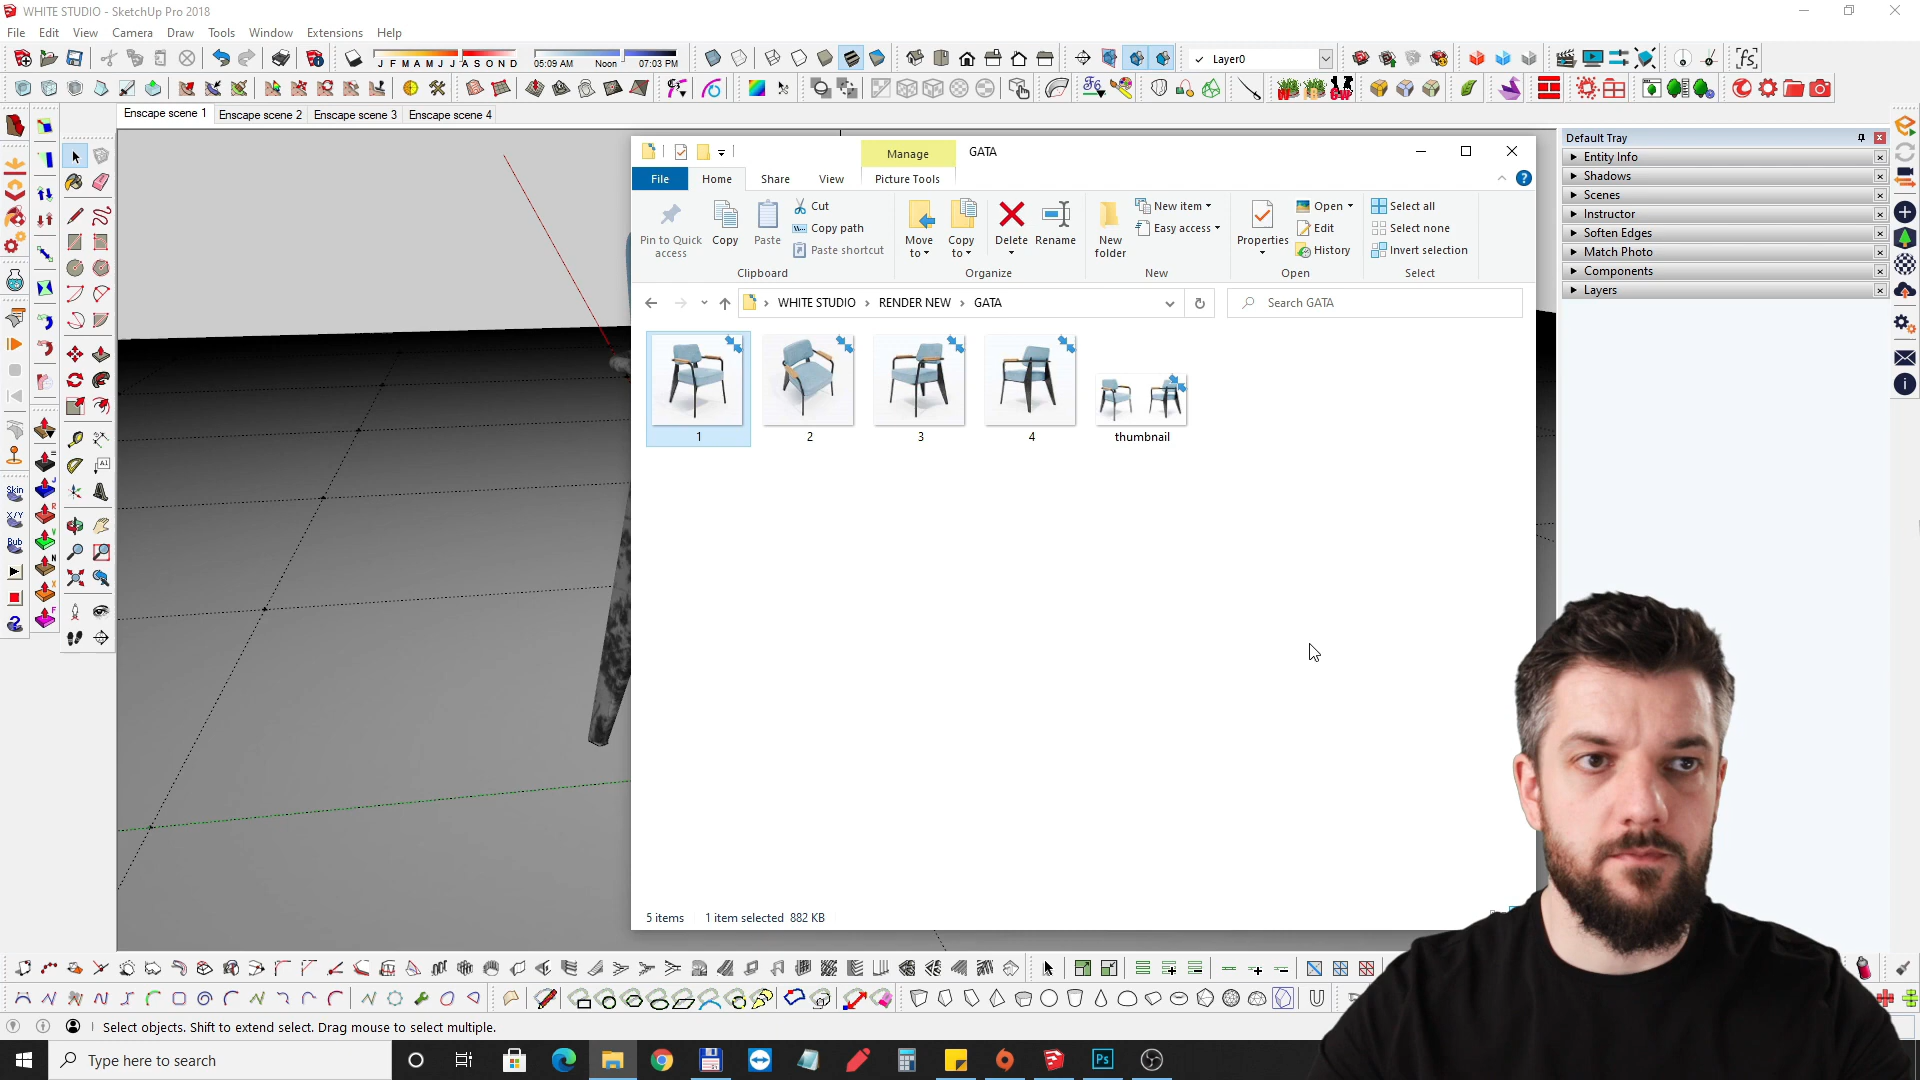 WHITE STUDIO - SketchUp Pro 2018
File Edit View Camera Draw Tools Window Extensions Help
J F M A M J J A S O N D
05:09 AM Noon 07:03 PM
Layer0
Enscape scene 1 Enscape scene 2 Enscape scene 3 Enscape scene 4
Manage GATA
File Home Share View Picture Tools
Pin to Quick access
Copy
Paste
Cut
Copy path
Paste shortcut
Clipboard
Move to
Copy to
Delete
Rename
Organize
New folder
New item
Easy access
New
Properties
Open
Edit
History
Open
Select all
Select none
Invert selection
Select
WHITE STUDIO RENDER NEW GATA
Search GATA
1
2
3
4
thumbnail
5 items 1 item selected 882 KB
Default Tray
Entity Info
Shadows
Scenes
Instructor
Soften Edges
Match Photo
Components
Layers
Skin
X/Y
Bub
Select objects. Shift to extend select. Drag mouse to select multiple.
Type here to search
Ps